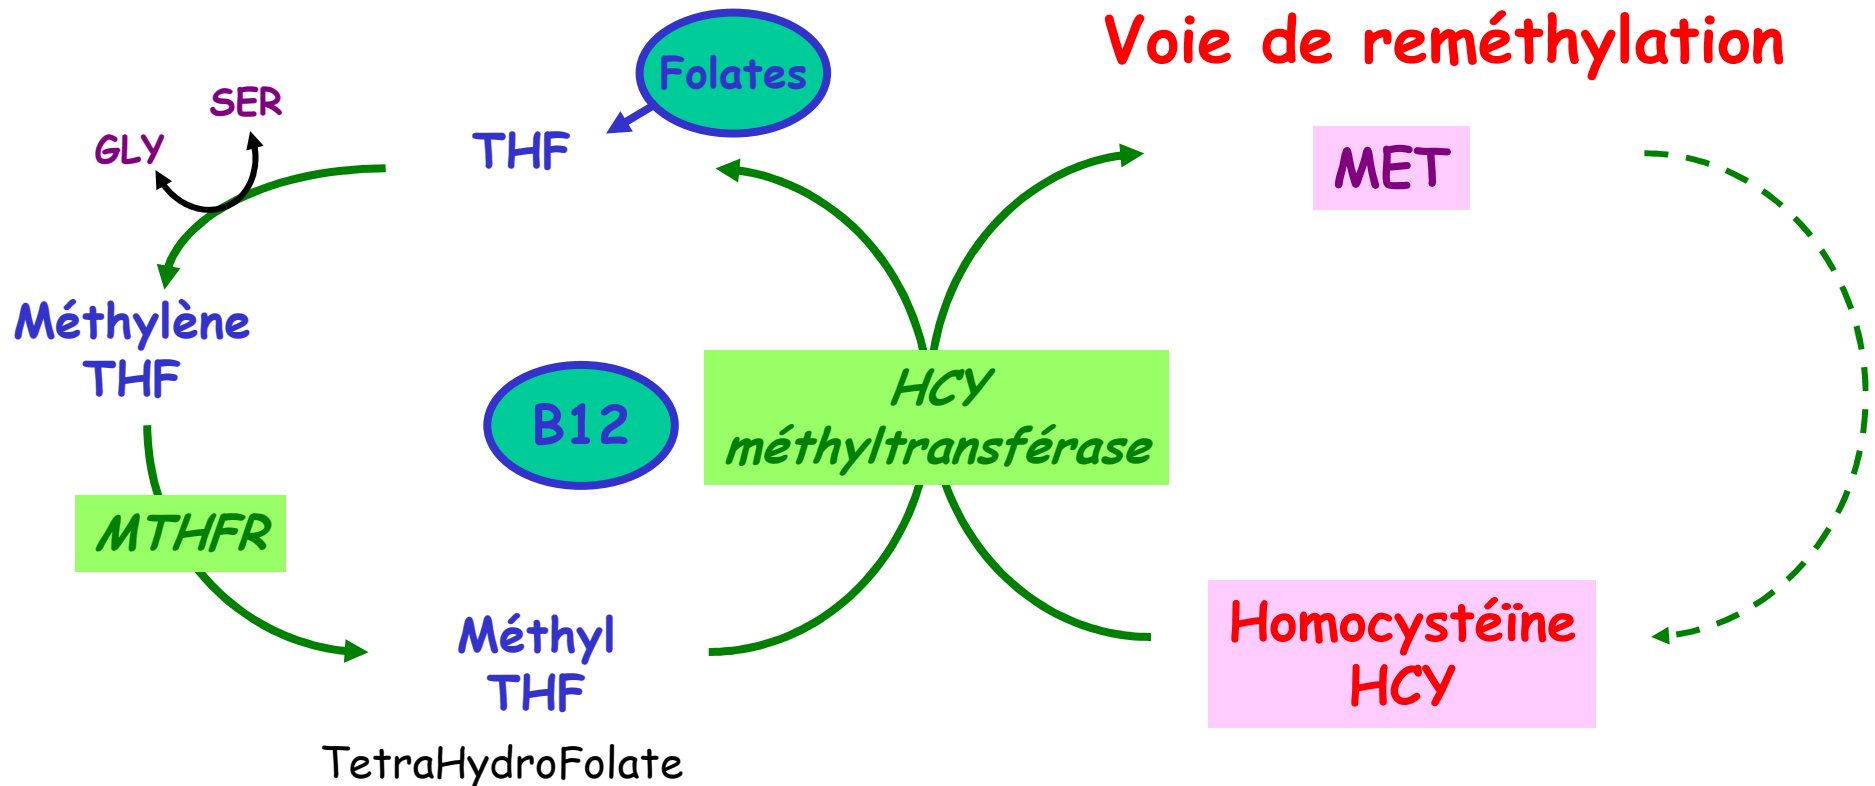 Voie de reméthylation
Folates
SER
GLY
THF
MET
Méthylène
THF
B12
HCY
méthyltransférase
MTHFR
Méthyl
THF
Homocystéïne
HCY
TetraHydroFolate